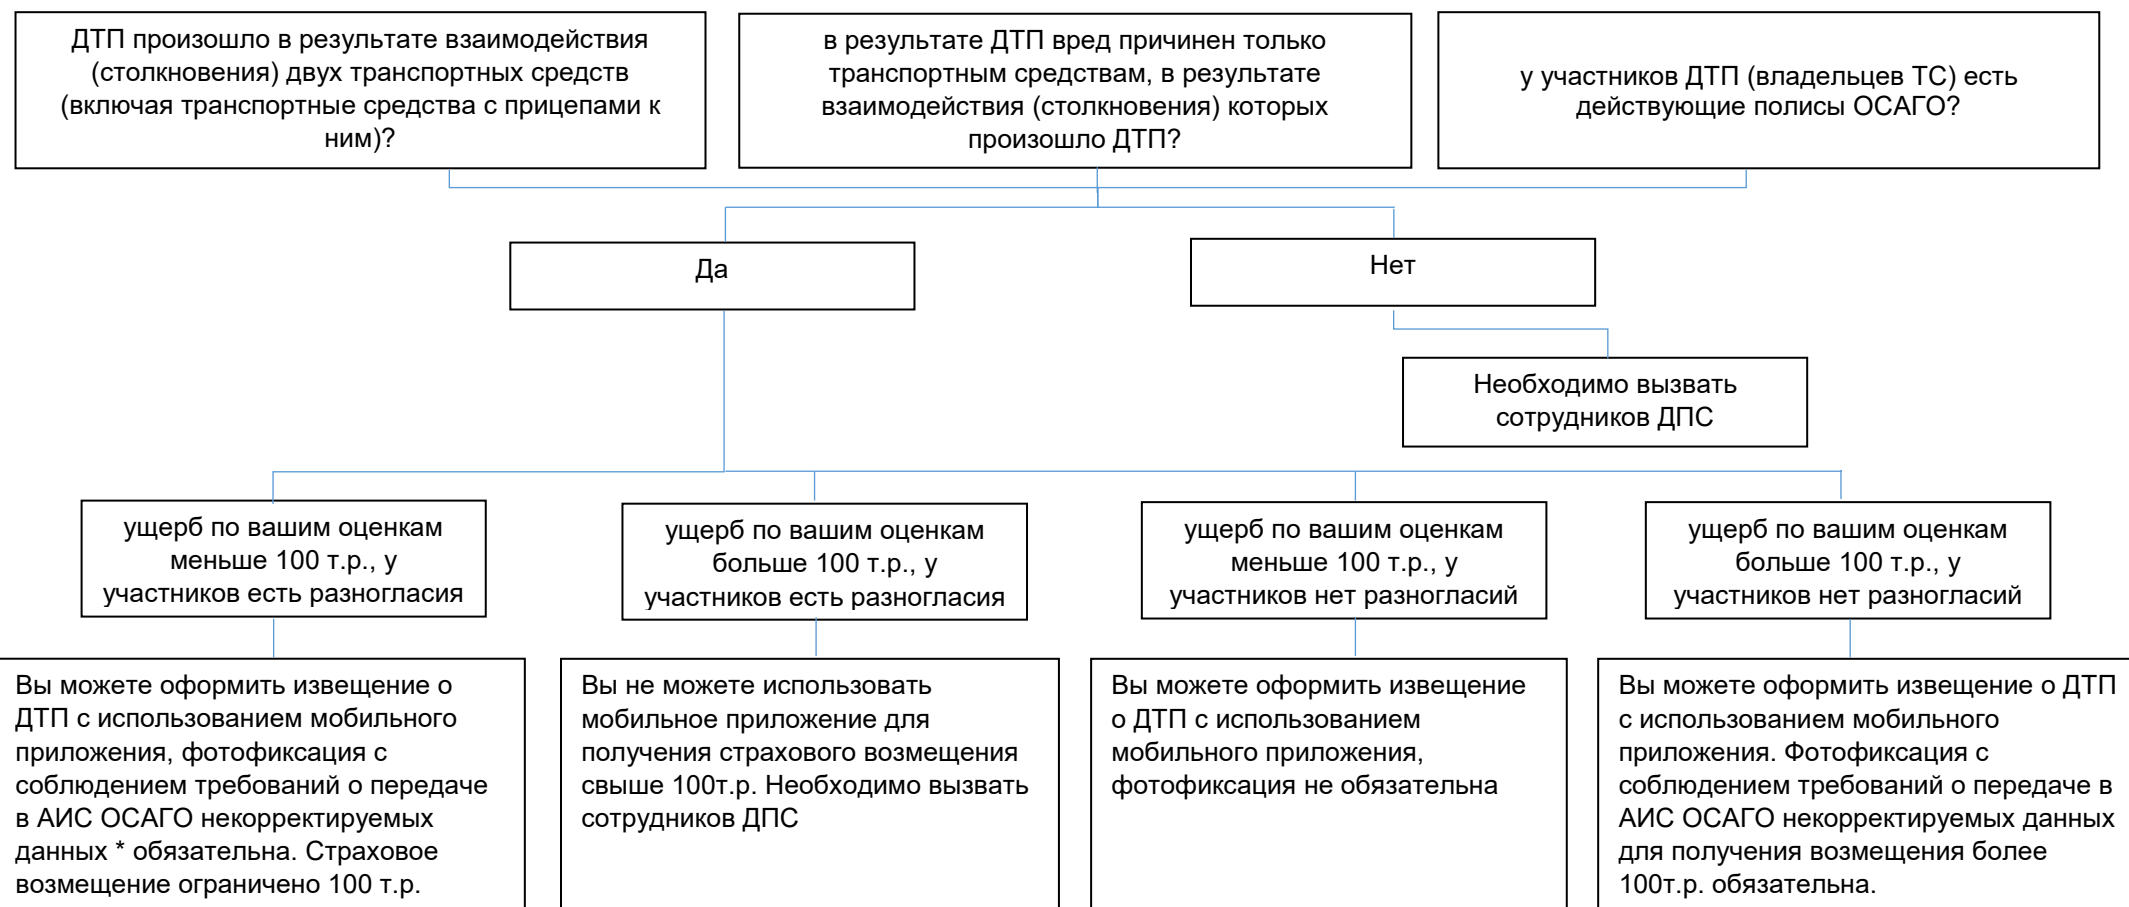 ДТП произошло в результате взаимодействия
(столкновения) двух транспортных средств
(включая транспортные средства с прицепами к
ним)?
в результате ДТП вред причинен только
транспортным средствам, в результате
взаимодействия (столкновения) которых
произошло ДТП?
у участников ДТП (владельцев ТС) есть
действующие полисы ОСАГО?
Да
Нет
Необходимо вызвать
сотрудников ДПС
ущерб по вашим оценкам
меньше 100 т.р., у
участников есть разногласия
ущерб по вашим оценкам
больше 100 т.р., у
участников есть разногласия
ущерб по вашим оценкам
меньше 100 т.р., у
участников нет разногласий
ущерб по вашим оценкам
больше 100 т.р., у
участников нет разногласий
Вы можете оформить извещение о
ДТП с использованием мобильного
приложения, фотофиксация с
соблюдением требований о передаче
в АИС ОСАГО некорректируемых
данных * обязательна. Страховое
возмещение ограничено 100 т.р.
Вы не можете использовать
мобильное приложение для
получения страхового возмещения
свыше 100т.р. Необходимо вызвать
сотрудников ДПС
Вы можете оформить извещение
о ДТП с использованием
мобильного приложения,
фотофиксация не обязательна
Вы можете оформить извещение о ДТП
с использованием мобильного
приложения. Фотофиксация с
соблюдением требований о передаче в
АИС ОСАГО некорректируемых данных
для получения возмещения более
100т.р. обязательна.